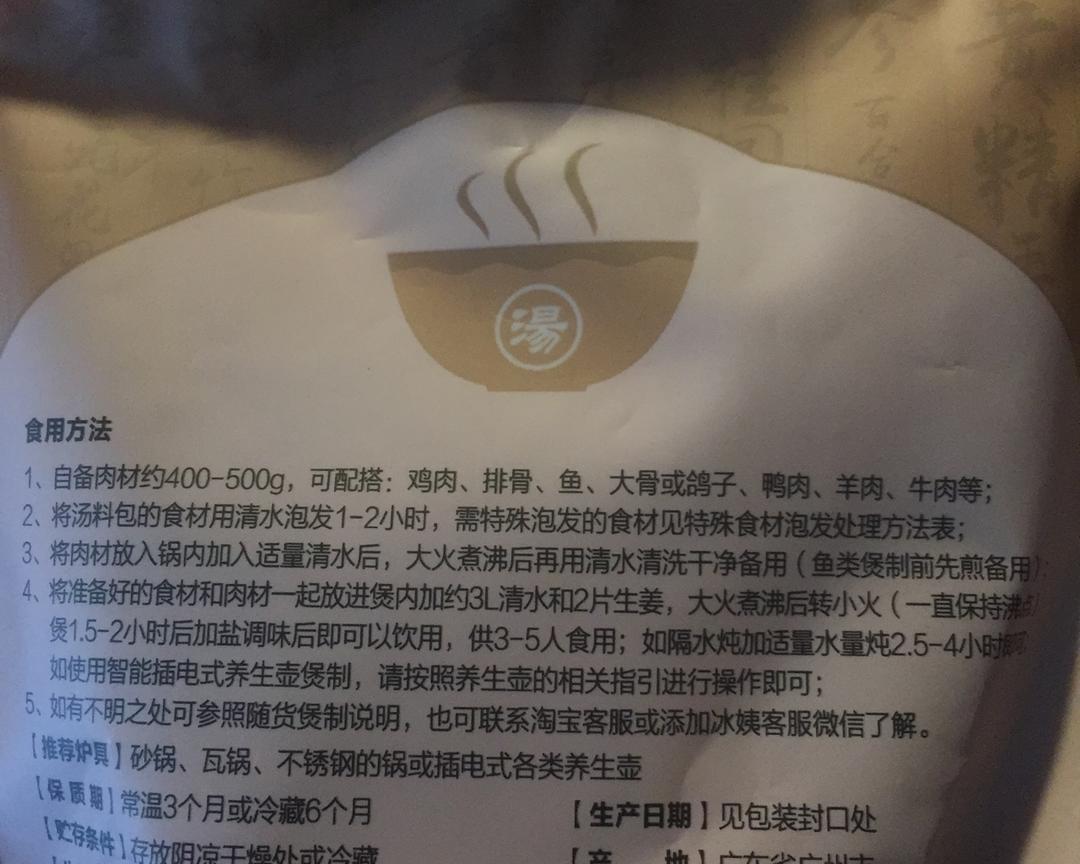 湯
食用方法
1、自备肉材约400-500g，可配搭：鸡肉、排骨、鱼、大骨或鸽子、鸭肉、羊肉、牛肉等；
2、将汤料包的食材用清水泡发1-2小时，需特殊泡发的食材见特殊食材泡发处理方法表；
3、将肉材放入锅内加入适量清水后，大火煮沸后再用清水清洗干净备用（鱼类煲制前先煎备用）；
4、将准备好的食材和肉材一起放进煲内加约3L清水和2片生姜，大火煮沸后转小火（一直保持沸点）
煲1.5-2小时后加盐调味后即可以饮用，供3-5人食用；如隔水炖加适量水量炖2.5-4小时即可；
如使用智能插电式养生壶煲制，请按照养生壶的相关指引进行操作即可；
5、如有不明之处可参照随货煲制说明，也可联系淘宝客服或添加冰姨客服微信了解。
【推荐炉具】砂锅、瓦锅、不锈钢的锅或插电式各类养生壶
【保质期】常温3个月或冷藏6个月 【生产日期】见包装封口处
【贮存条件】存放阴凉干燥处或冷藏 【产 地】广东省广州市